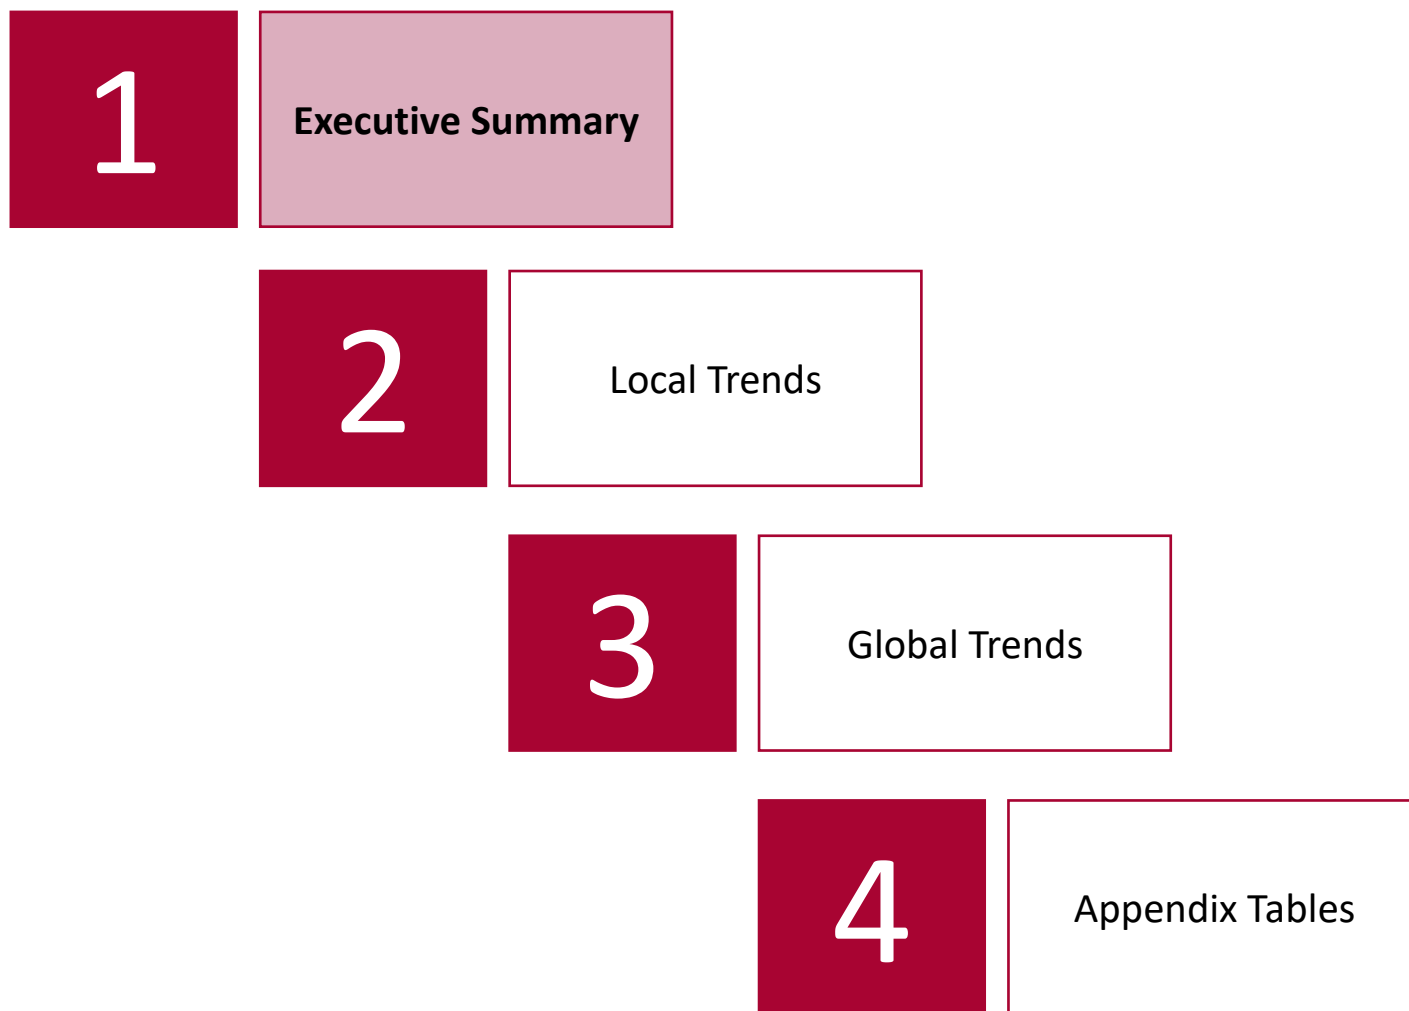 1
Executive Summary
2
Local Trends
3
Global Trends
4
Appendix Tables